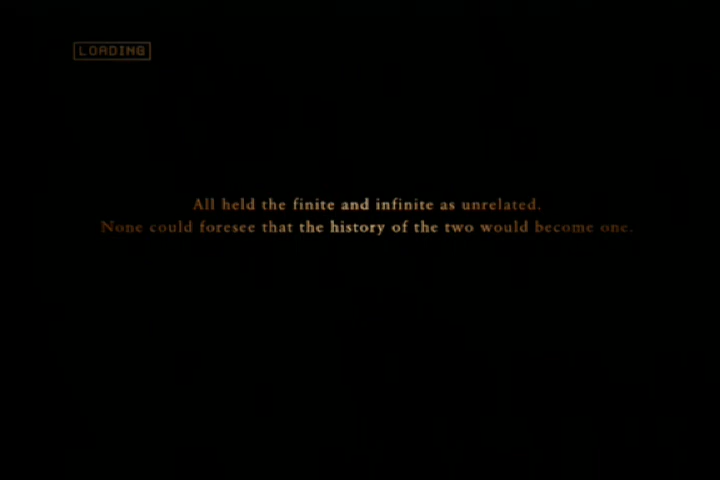 LOADING
All held the finite and infinite as unrelated.
None could foresee that the history of the two would become one.